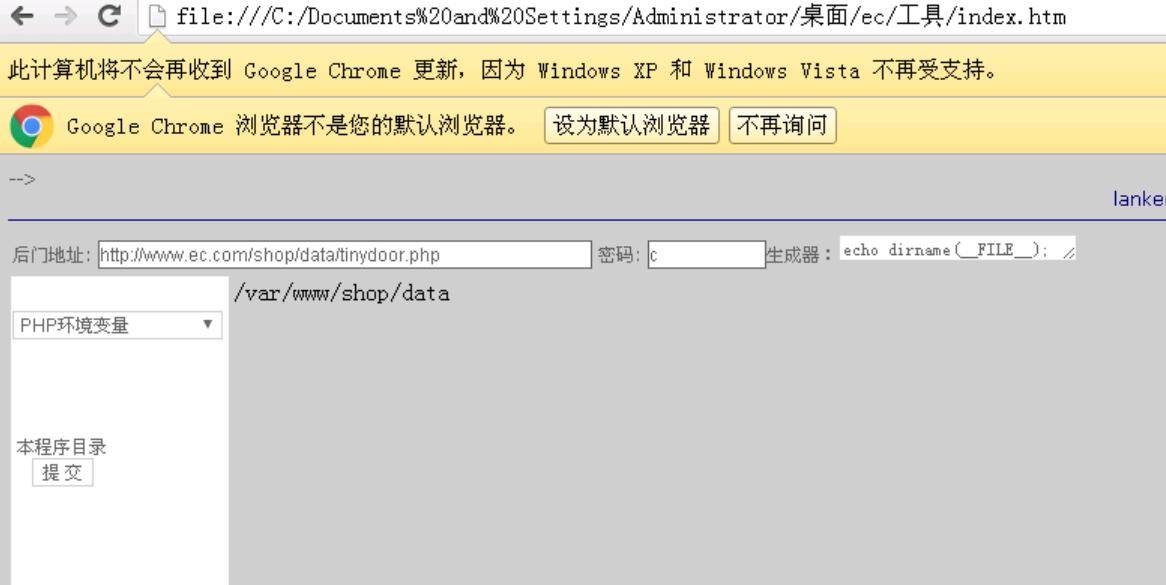 file:///C:/Documents%20and%20Settings/Administrator/桌面/ec/工具/index.htm
此计算机将不会再收到 Google Chrome 更新，因为 Windows XP 和 Windows Vista 不再受支持。
Google Chrome 浏览器不是您的默认浏览器。 设为默认浏览器 不再询问
-->
lanke
后门地址: http://www.ec.com/shop/data/tinydoor.php 密码: c 生成器： echo dirname(__FILE__);
/var/www/shop/data
PHP环境变量
本程序目录
提 交